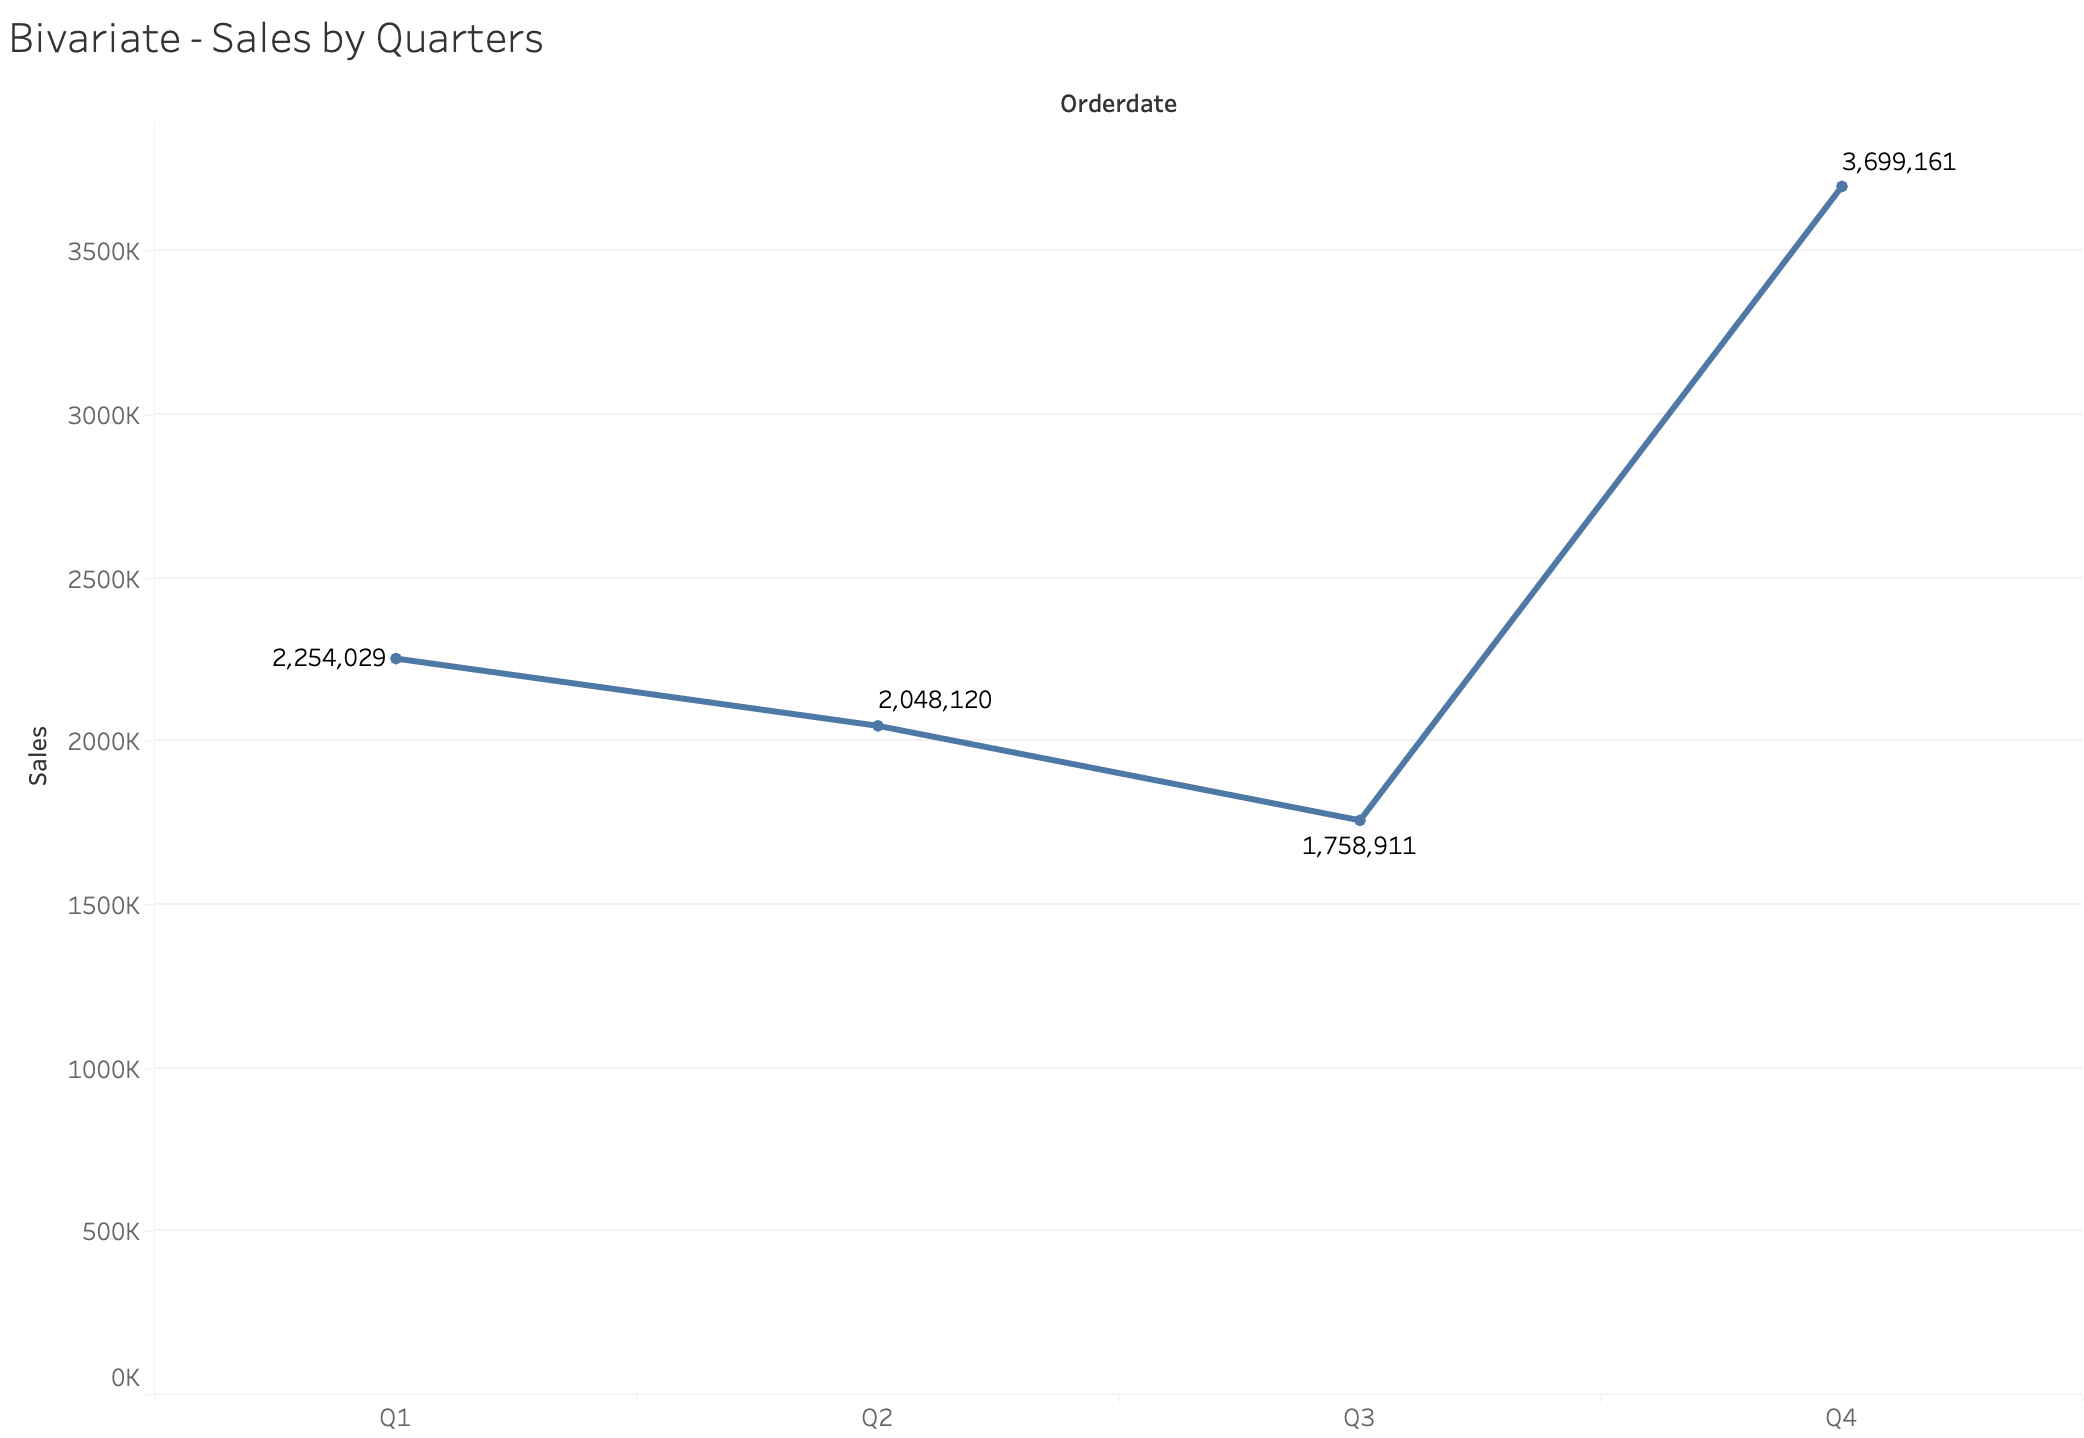 Bivariate - Sales by Quarters
Orderdate
3,699,161
3500K
3000K
2500K
2,254,029
2,048,120
Sales
2000K
1,758,911
1500K
1000K
500K
0K
Q1 Q2 Q3 Q4